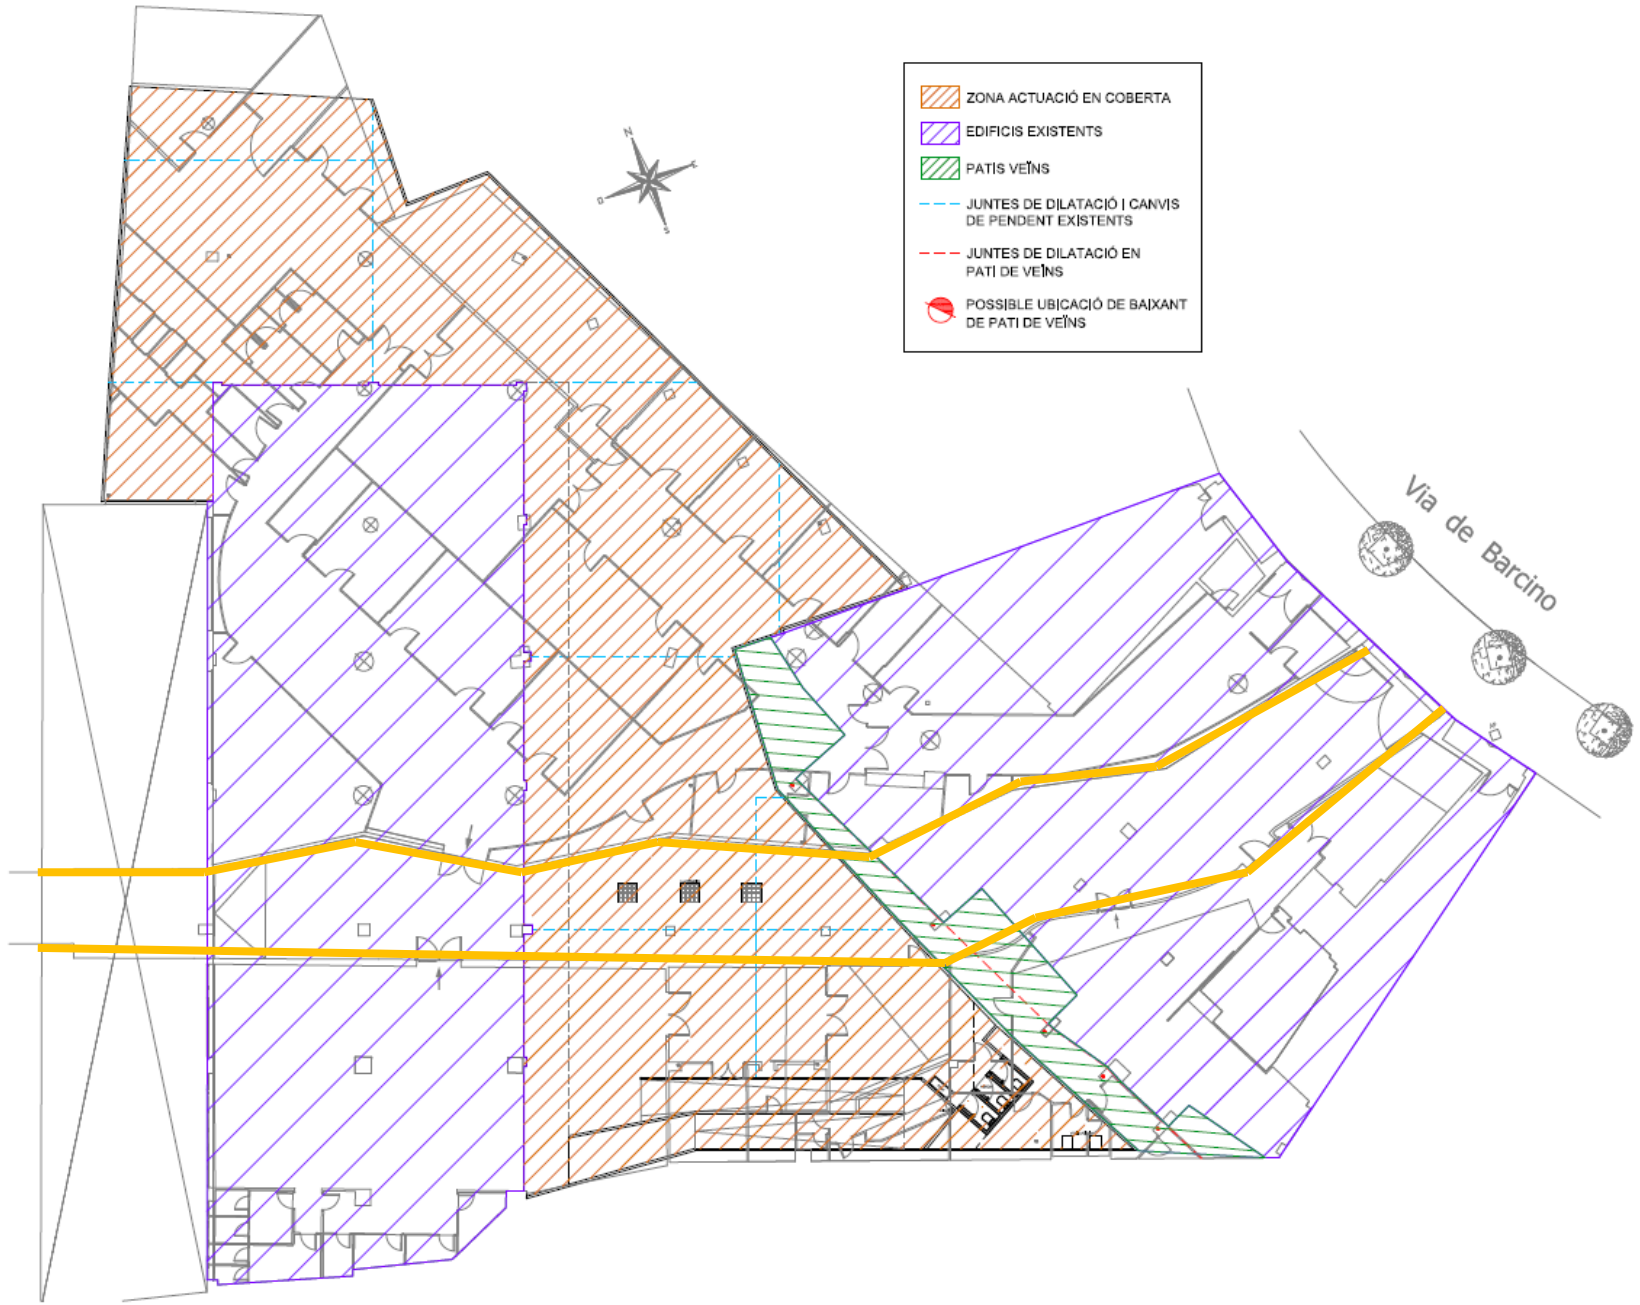 ZONA ACTUACIÓ EN COBERTA
EDIFICIS EXISTENTS
PATIS VEÏNS
JUNTES DE DILATACIÓ I CANVIS
DE PENDENT EXISTENTS
JUNTES DE DILATACIÓ EN
PATI DE VEÏNS
POSSIBLE UBICACIÓ DE BAIXANT
DE PATI DE VEÏNS
N
S
Via de Barcino